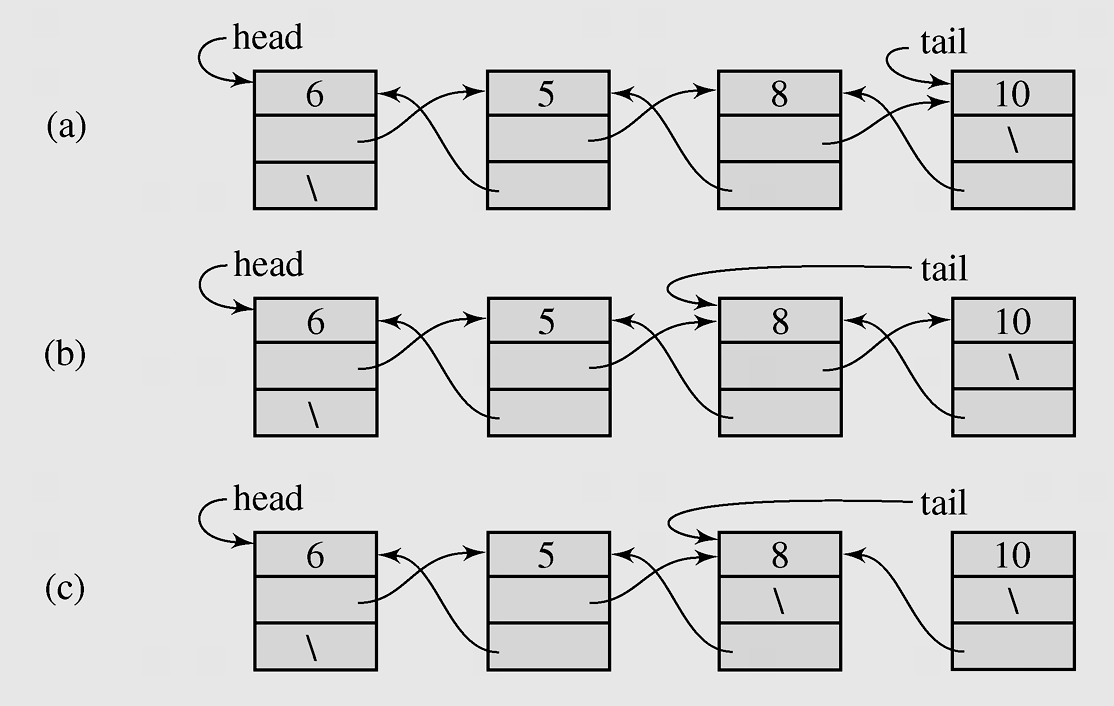 head tail
(a) 6 5 8 10
\
\
head tail
(b) 6 5 8 10
\
\
head tail
(c) 6 5 8 10
\ \
\